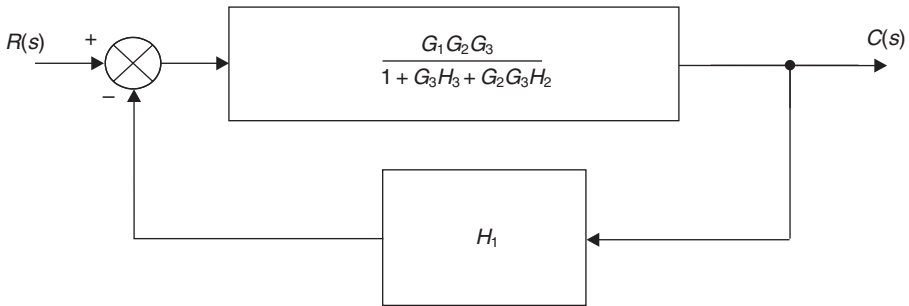 R(s)
+
−
G₁G₂G₃
1 + G₃H₃ + G₂G₃H₂
C(s)
H₁